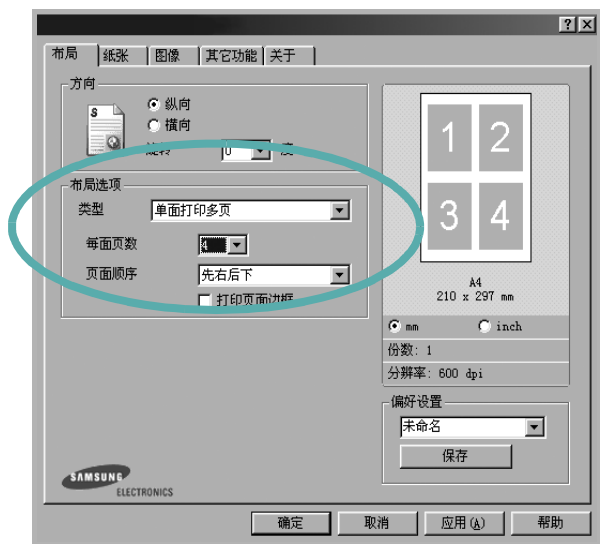 ? ×
布局 纸张 图像 其它功能 关于
方向
S
纵向
横向
旋转 0 度
布局选项
类型 单面打印多页
每面页数 4
页面顺序 先右后下
打印页面边框
1 2
3 4
A4
210 x 297 mm
mm inch
份数: 1
分辨率: 600 dpi
偏好设置
未命名
保存
SAMSUNG
ELECTRONICS
确定 取消 应用(A) 帮助